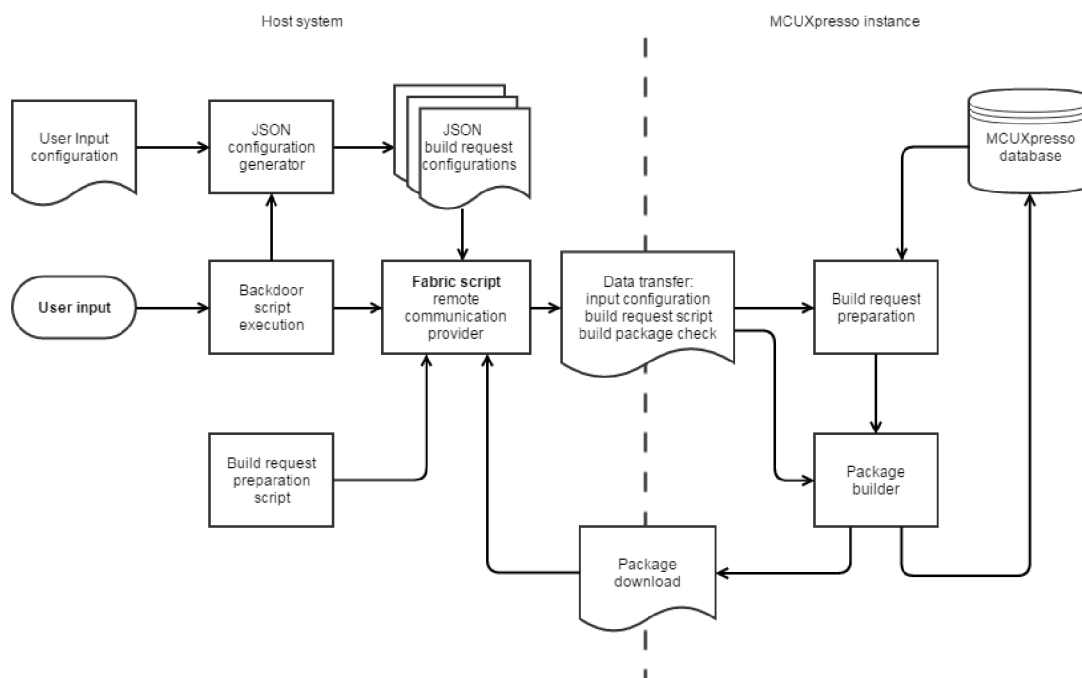 Host system
MCUXpresso instance
User Input
configuration
JSON
configuration
generator
JSON
build request
configurations
MCUXpresso
database
User input
Backdoor
script
execution
Fabric script
remote
communication
provider
Data transfer:
input configuration
build request script
build package check
Build request
preparation
Build request
preparation
script
Package
builder
Package
download